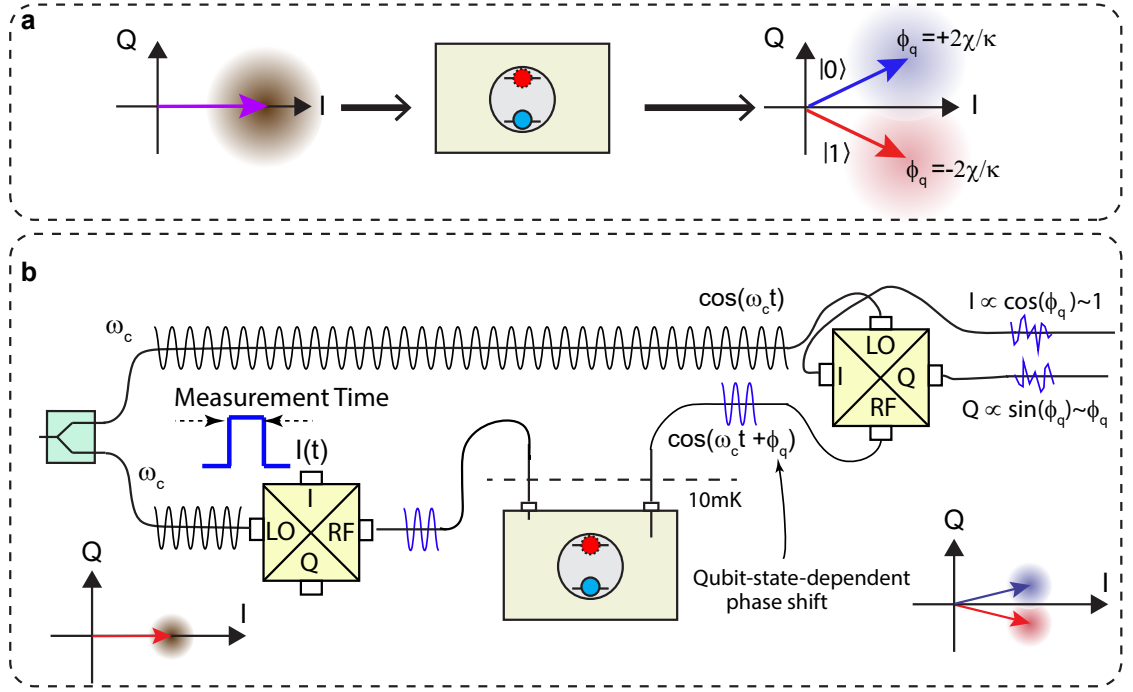 a
Q
I
Q
ϕq=+2χ/κ
|0⟩
I
|1⟩
ϕq=-2χ/κ
b
ωc
cos(ωct)
I ∝ cos(ϕq)~1
LO
I
Q
RF
Q ∝ sin(ϕq)~ϕq
Measurement Time
I(t)
cos(ωct +ϕq)
ωc
10mK
I
LO
RF
Q
Qubit-state-dependent
phase shift
Q
I
Q
I